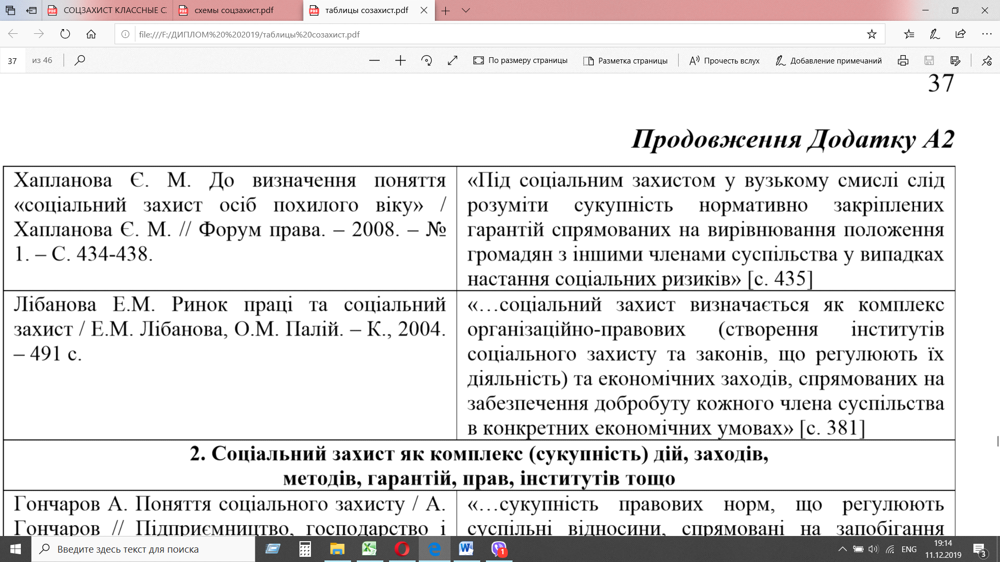 СОЦЗАХИСТ КЛАССНЫЕ С
схемы соцзахист.pdf
таблицы созахист.pdf
file:///F:/ДИПЛОМ%20%202019/таблицы%20созахист.pdf
37 из 46
По размеру страницы
Разметка страницы
Прочесть вслух
Добавление примечаний
37
Продовження Додатку А2
Хапланова Є. М. До визначення поняття
«соціальний захист осіб похилого віку» /
Хапланова Є. М. // Форум права. – 2008. – №
1. – С. 434-438.
«Під соціальним захистом у вузькому смислі слід
розуміти сукупність нормативно закріплених
гарантій спрямованих на вирівнювання положення
громадян з іншими членами суспільства у випадках
настання соціальних ризиків» [с. 435]
Лібанова Е.М. Ринок праці та соціальний
захист / Е.М. Лібанова, О.М. Палій. – К., 2004.
– 491 с.
«…соціальний захист визначається як комплекс
організаційно-правових (створення інститутів
соціального захисту та законів, що регулюють їх
діяльність) та економічних заходів, спрямованих на
забезпечення добробуту кожного члена суспільства
в конкретних економічних умовах» [с. 381]
2. Соціальний захист як комплекс (сукупність) дій, заходів,
методів, гарантій, прав, інститутів тощо
Гончаров А. Поняття соціального захисту / А.
Гончаров // Підприємництво, господарство і
«…сукупність правових норм, що регулюють
суспільні відносини, спрямовані на запобігання
Введите здесь текст для поиска
1
ENG
19:14
11.12.2019
3